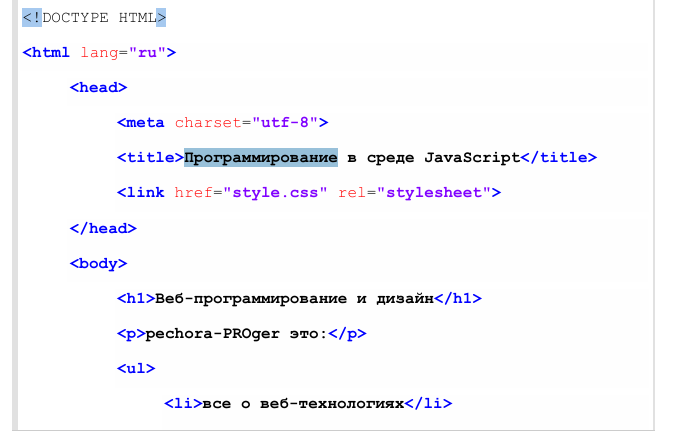 <!DOCTYPE HTML>
<html lang="ru">
<head>
<meta charset="utf-8">
<title>Программирование в среде JavaScript</title>
<link href="style.css" rel="stylesheet">
</head>
<body>
<h1>Веб-программирование и дизайн</h1>
<p>pechora-PROger это:</p>
<ul>
<li>все о веб-технологиях</li>